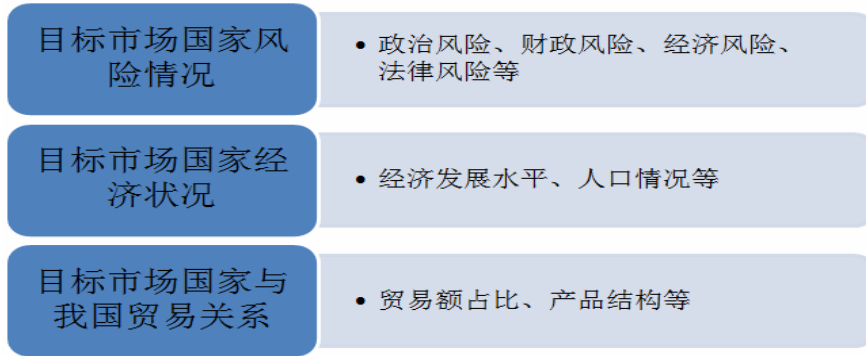 目标市场国家风
险情况
• 政治风险、财政风险、经济风险、
法律风险等
目标市场国家经
济状况
• 经济发展水平、人口情况等
目标市场国家与
我国贸易关系
• 贸易额占比、产品结构等